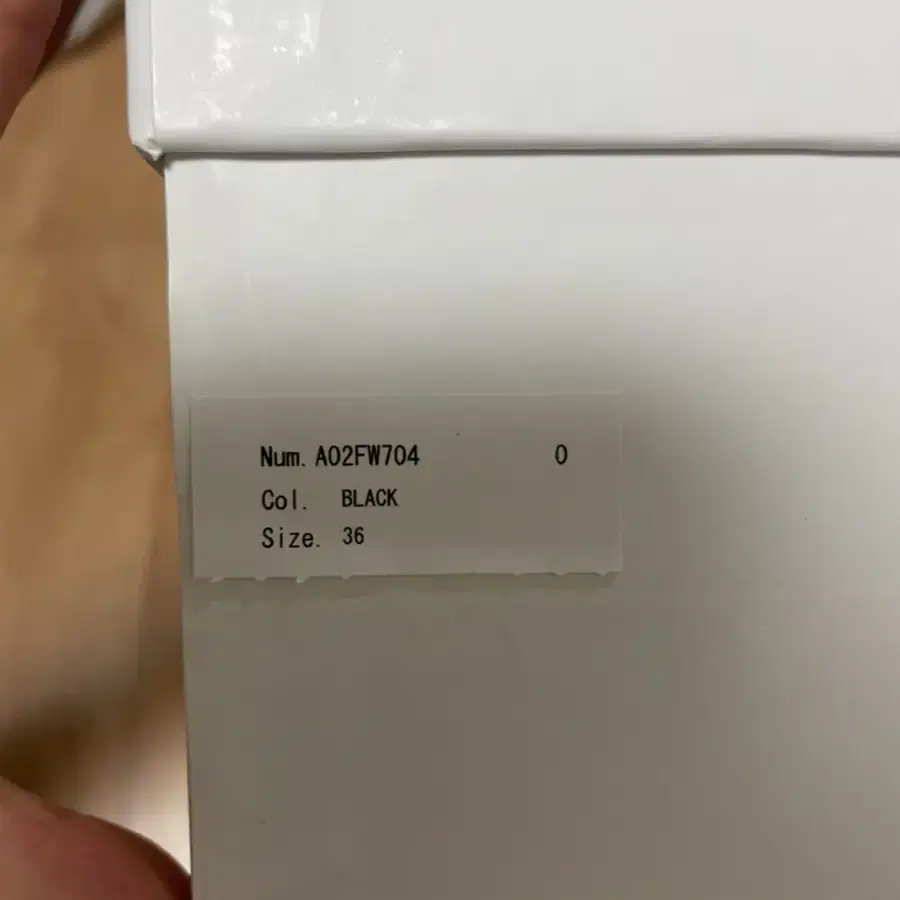 Num. A02FW704 0
Col. BLACK
Size. 36